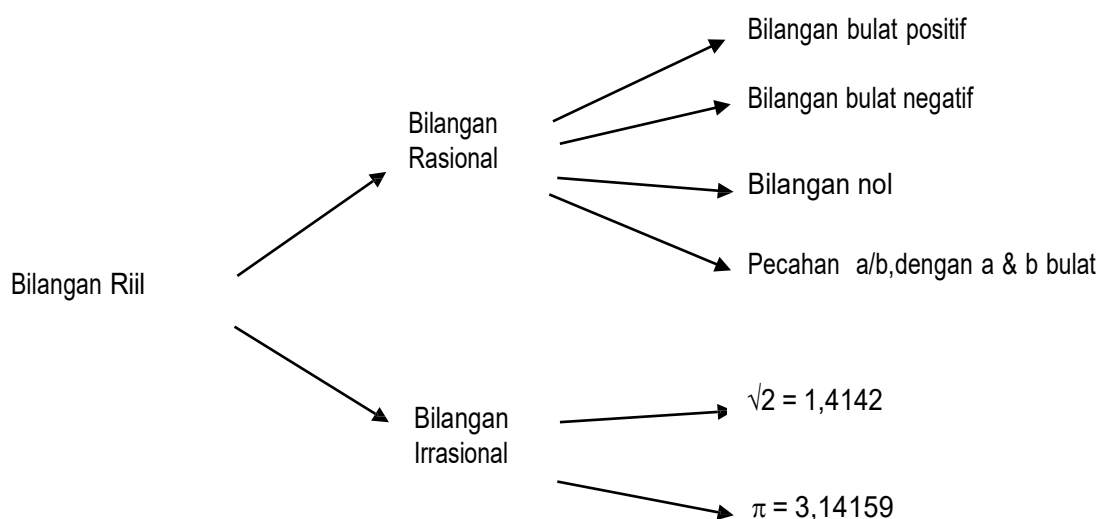 Bilangan bulat positif
Bilangan bulat negatif
Bilangan
Rasional
Bilangan nol
Pecahan a/b,dengan a & b bulat
Bilangan Riil
√2 = 1,4142
Bilangan
Irrasional
π = 3,14159